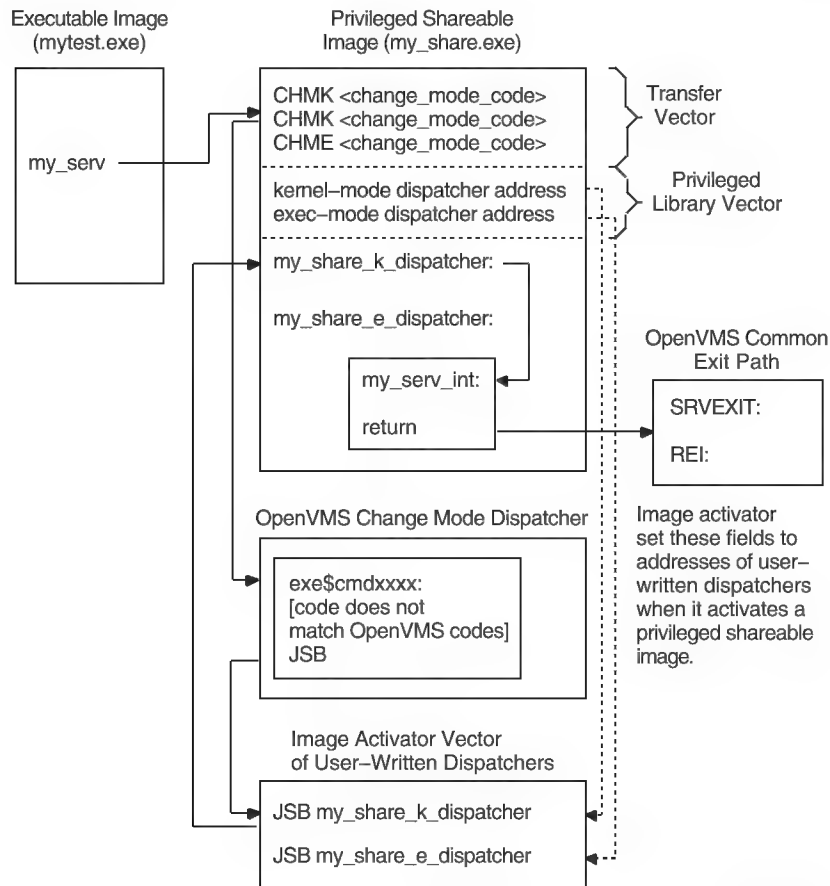 Executable Image
(mytest.exe)
my_serv
Privileged Shareable
Image (my_share.exe)
CHMK <change_mode_code>
CHMK <change_mode_code>
CHME <change_mode_code>
Transfer
Vector
kernel–mode dispatcher address
exec–mode dispatcher address
Privileged
Library Vector
my_share_k_dispatcher:
my_share_e_dispatcher:
my_serv_int:
return
OpenVMS Common
Exit Path
SRVEXIT:
REI:
OpenVMS Change Mode Dispatcher
exe$cmdxxxx:
[code does not
match OpenVMS codes]
JSB
Image activator
set these fields to
addresses of user–
written dispatchers
when it activates a
privileged shareable
image.
Image Activator Vector
of User–Written Dispatchers
JSB my_share_k_dispatcher
JSB my_share_e_dispatcher